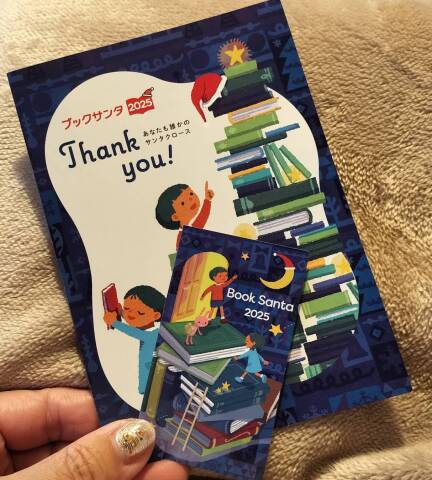 ブックサンタ 2025
あなたも誰かの
サンタクロース
Thank
you!
Book Santa
2025